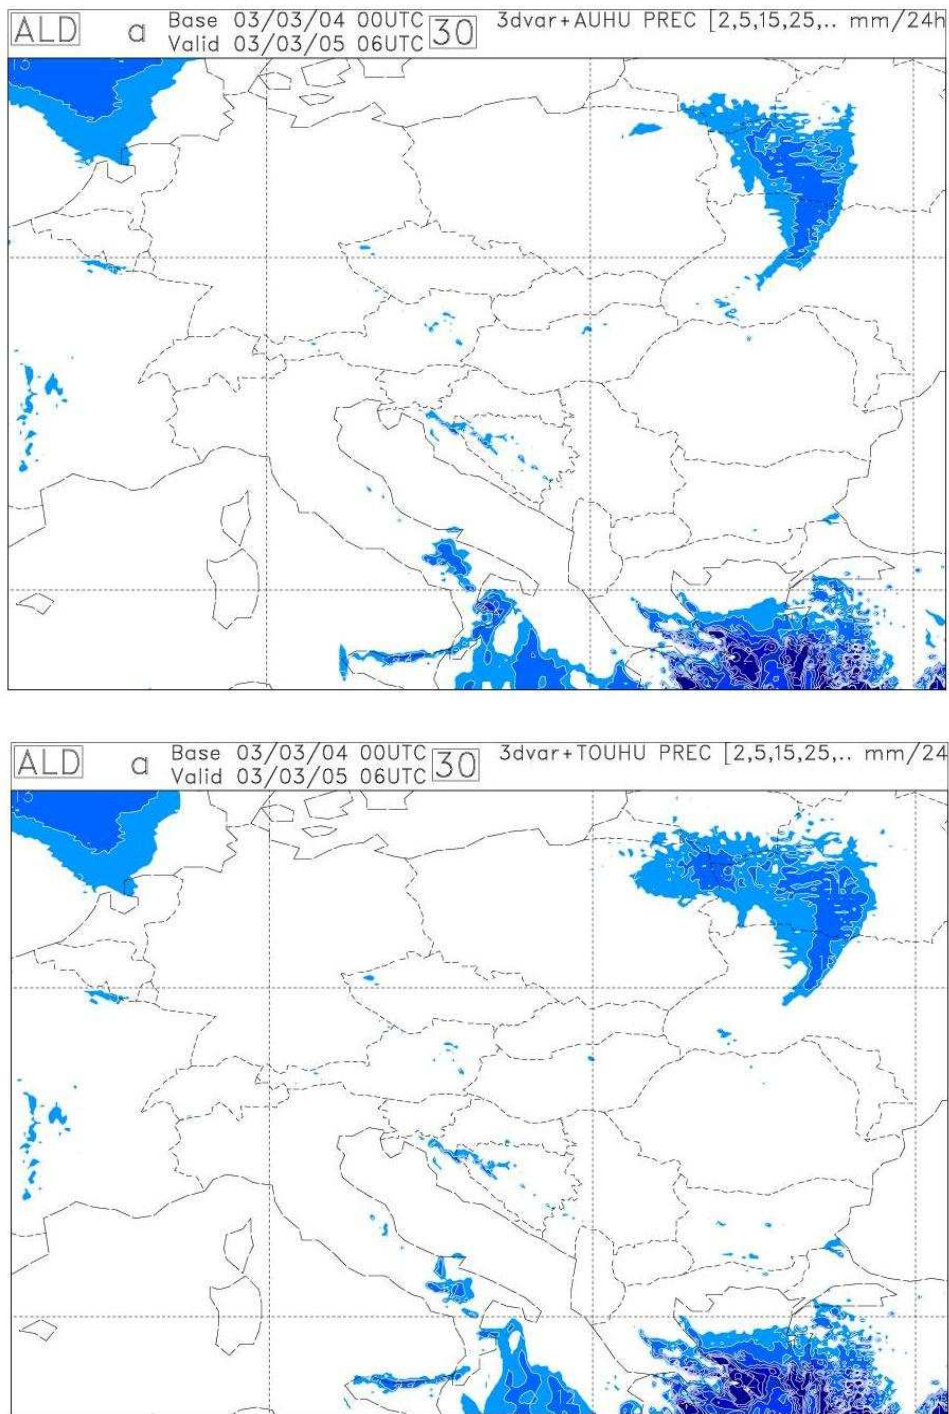 ALD a Base 03/03/04 00UTC 30 3dvar+AUHU PREC [2,5,15,25,.. mm/24h
Valid 03/03/05 06UTC
13
ALD a Base 03/03/04 00UTC 30 3dvar+TOUHU PREC [2,5,15,25,.. mm/24
Valid 03/03/05 06UTC
13